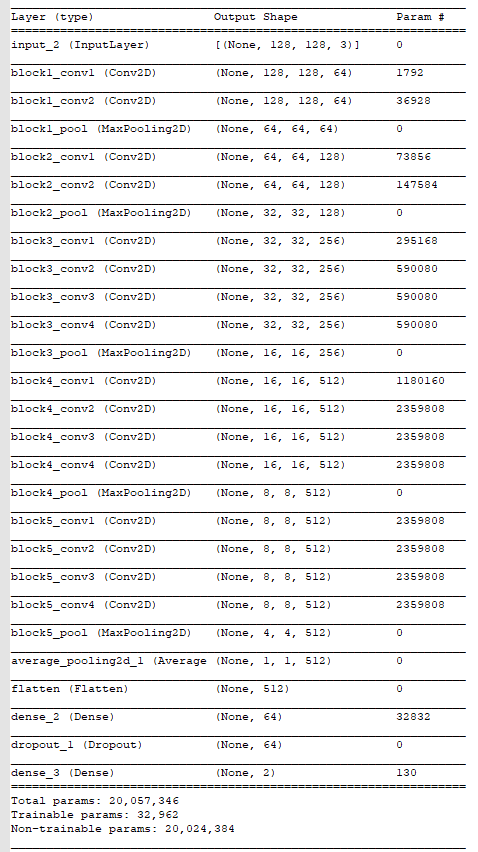 Layer (type) Output Shape Param #
input_2 (InputLayer) [(None, 128, 128, 3)] 0
block1_conv1 (Conv2D) (None, 128, 128, 64) 1792
block1_conv2 (Conv2D) (None, 128, 128, 64) 36928
block1_pool (MaxPooling2D) (None, 64, 64, 64) 0
block2_conv1 (Conv2D) (None, 64, 64, 128) 73856
block2_conv2 (Conv2D) (None, 64, 64, 128) 147584
block2_pool (MaxPooling2D) (None, 32, 32, 128) 0
block3_conv1 (Conv2D) (None, 32, 32, 256) 295168
block3_conv2 (Conv2D) (None, 32, 32, 256) 590080
block3_conv3 (Conv2D) (None, 32, 32, 256) 590080
block3_conv4 (Conv2D) (None, 32, 32, 256) 590080
block3_pool (MaxPooling2D) (None, 16, 16, 256) 0
block4_conv1 (Conv2D) (None, 16, 16, 512) 1180160
block4_conv2 (Conv2D) (None, 16, 16, 512) 2359808
block4_conv3 (Conv2D) (None, 16, 16, 512) 2359808
block4_conv4 (Conv2D) (None, 16, 16, 512) 2359808
block4_pool (MaxPooling2D) (None, 8, 8, 512) 0
block5_conv1 (Conv2D) (None, 8, 8, 512) 2359808
block5_conv2 (Conv2D) (None, 8, 8, 512) 2359808
block5_conv3 (Conv2D) (None, 8, 8, 512) 2359808
block5_conv4 (Conv2D) (None, 8, 8, 512) 2359808
block5_pool (MaxPooling2D) (None, 4, 4, 512) 0
average_pooling2d_1 (Average (None, 1, 1, 512) 0
flatten (Flatten) (None, 512) 0
dense_2 (Dense) (None, 64) 32832
dropout_1 (Dropout) (None, 64) 0
dense_3 (Dense) (None, 2) 130
Total params: 20,057,346
Trainable params: 32,962
Non-trainable params: 20,024,384